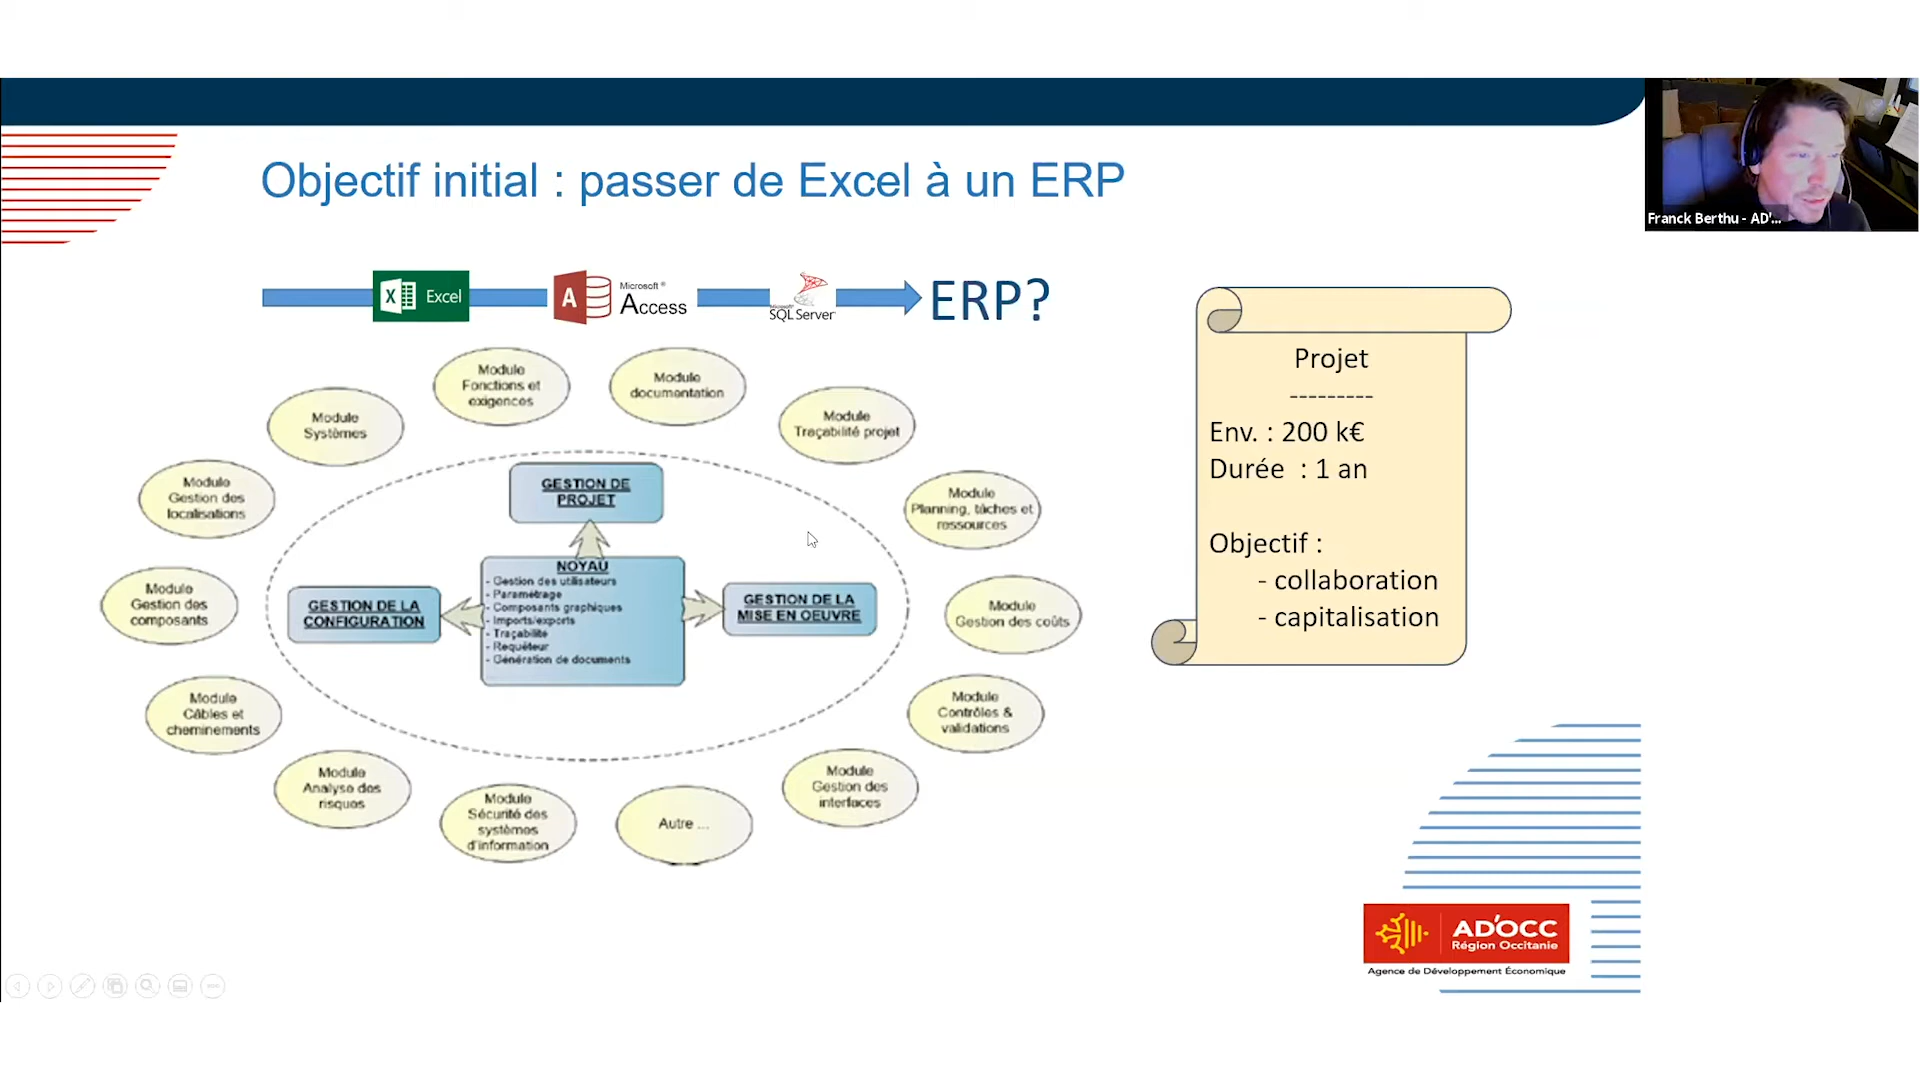 Objectif initial : passer de Excel à un ERP
Franck Berthu - AD'...
X
Excel
A
Microsoft ®
Access
Microsoft
SQL Server
ERP?
Module
Fonctions et
exigences
Module
documentation
Module
Systèmes
Module
Traçabilité projet
Module
Gestion des
localisations
Module
Planning, tâches et
ressources
Module
Gestion des
composants
Module
Gestion des coûts
Module
Câbles et
cheminements
Module
Contrôles &
validations
Module
Analyse des
risques
Module
Gestion des
interfaces
Module
Sécurité des
systèmes
d'information
Autre ...
GESTION DE
PROJET
GESTION DE LA
CONFIGURATION
NOYAU
- Gestion des utilisateurs
- Paramétrage
- Composants graphiques
- Imports/exports
- Traçabilité
- Requêteur
- Génération de documents
GESTION DE LA
MISE EN OEUVRE
Projet
---------
Env. : 200 k€
Durée  : 1 an
Objectif :
- collaboration
- capitalisation
AD'OCC
Région Occitanie
Agence de Développement Économique